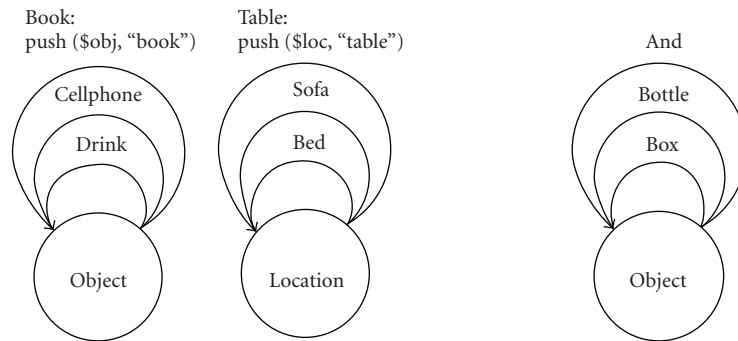 Book:
push ($obj, “book”)
Cellphone
Drink
Object
Table:
push ($loc, “table”)
Sofa
Bed
Location
And
Bottle
Box
Object